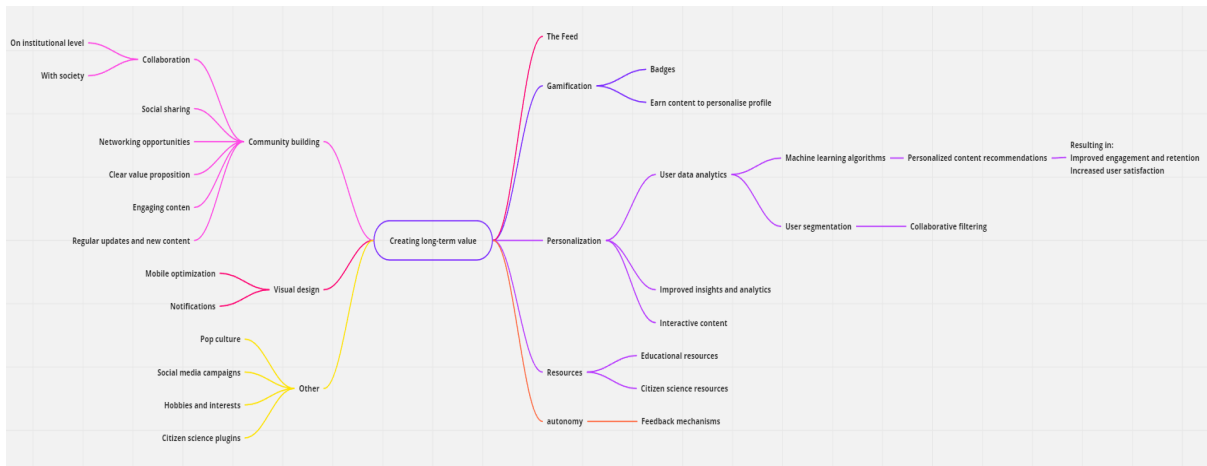 On institutional level
With society
Collaboration
Social sharing
Networking opportunities
Clear value proposition
Engaging conten
Regular updates and new content
Community building
Mobile optimization
Notifications
Visual design
Pop culture
Social media campaigns
Hobbies and interests
Citizen science plugins
Other
Creating long-term value
The Feed
Gamification
Badges
Earn content to personalise profile
Personalization
User data analytics
Machine learning algorithms
Personalized content recommendations
Resulting in:
Improved engagement and retention
Increased user satisfaction
User segmentation
Collaborative filtering
Improved insights and analytics
Interactive content
Resources
Educational resources
Citizen science resources
autonomy
Feedback mechanisms